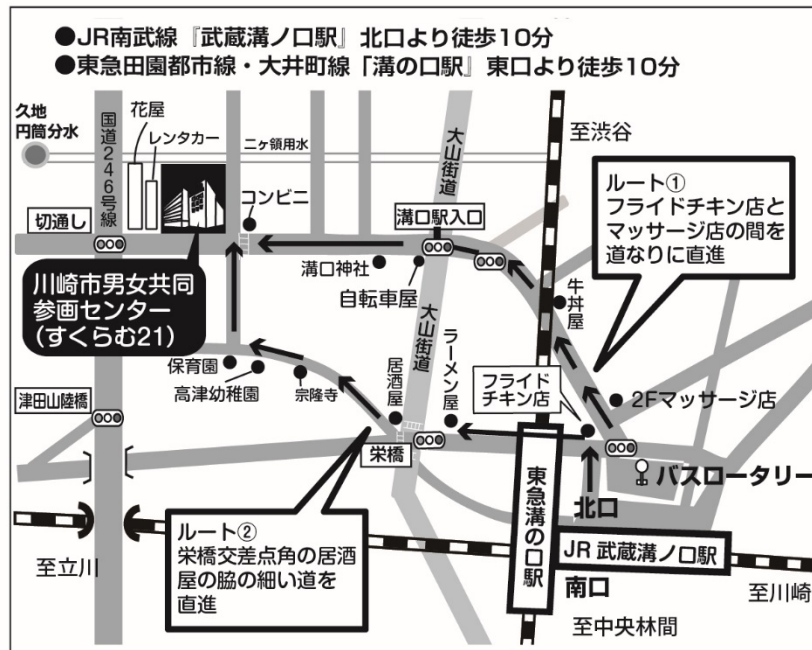 ●JR南武線『武蔵溝ノ口駅』北口より徒歩10分
●東急田園都市線・大井町線「溝の口駅』東口より徒歩10分
久地
円筒分水
国道246号線
花屋
レンタカー
二ヶ領用水
大山街道
至渋谷
コンビニ
切通し
溝口駅入口
ルート①
フライドチキン店と
マッサージ店の間を
道なりに直進
川崎市男女共同
参画センター
(すくらむ21)
溝口神社
自転車屋
牛丼屋
大山街道
保育園
高津幼稚園
宗隆寺
居酒屋
ラーメン屋
フライド
チキン店
2Fマッサージ店
津田山陸橋
栄橋
バスロータリー
北口
東急溝の口駅
JR 武蔵溝ノ口駅
南口
ルート②
栄橋交差点角の居酒
屋の脇の細い道を
直進
至立川
至川崎
至中央林間